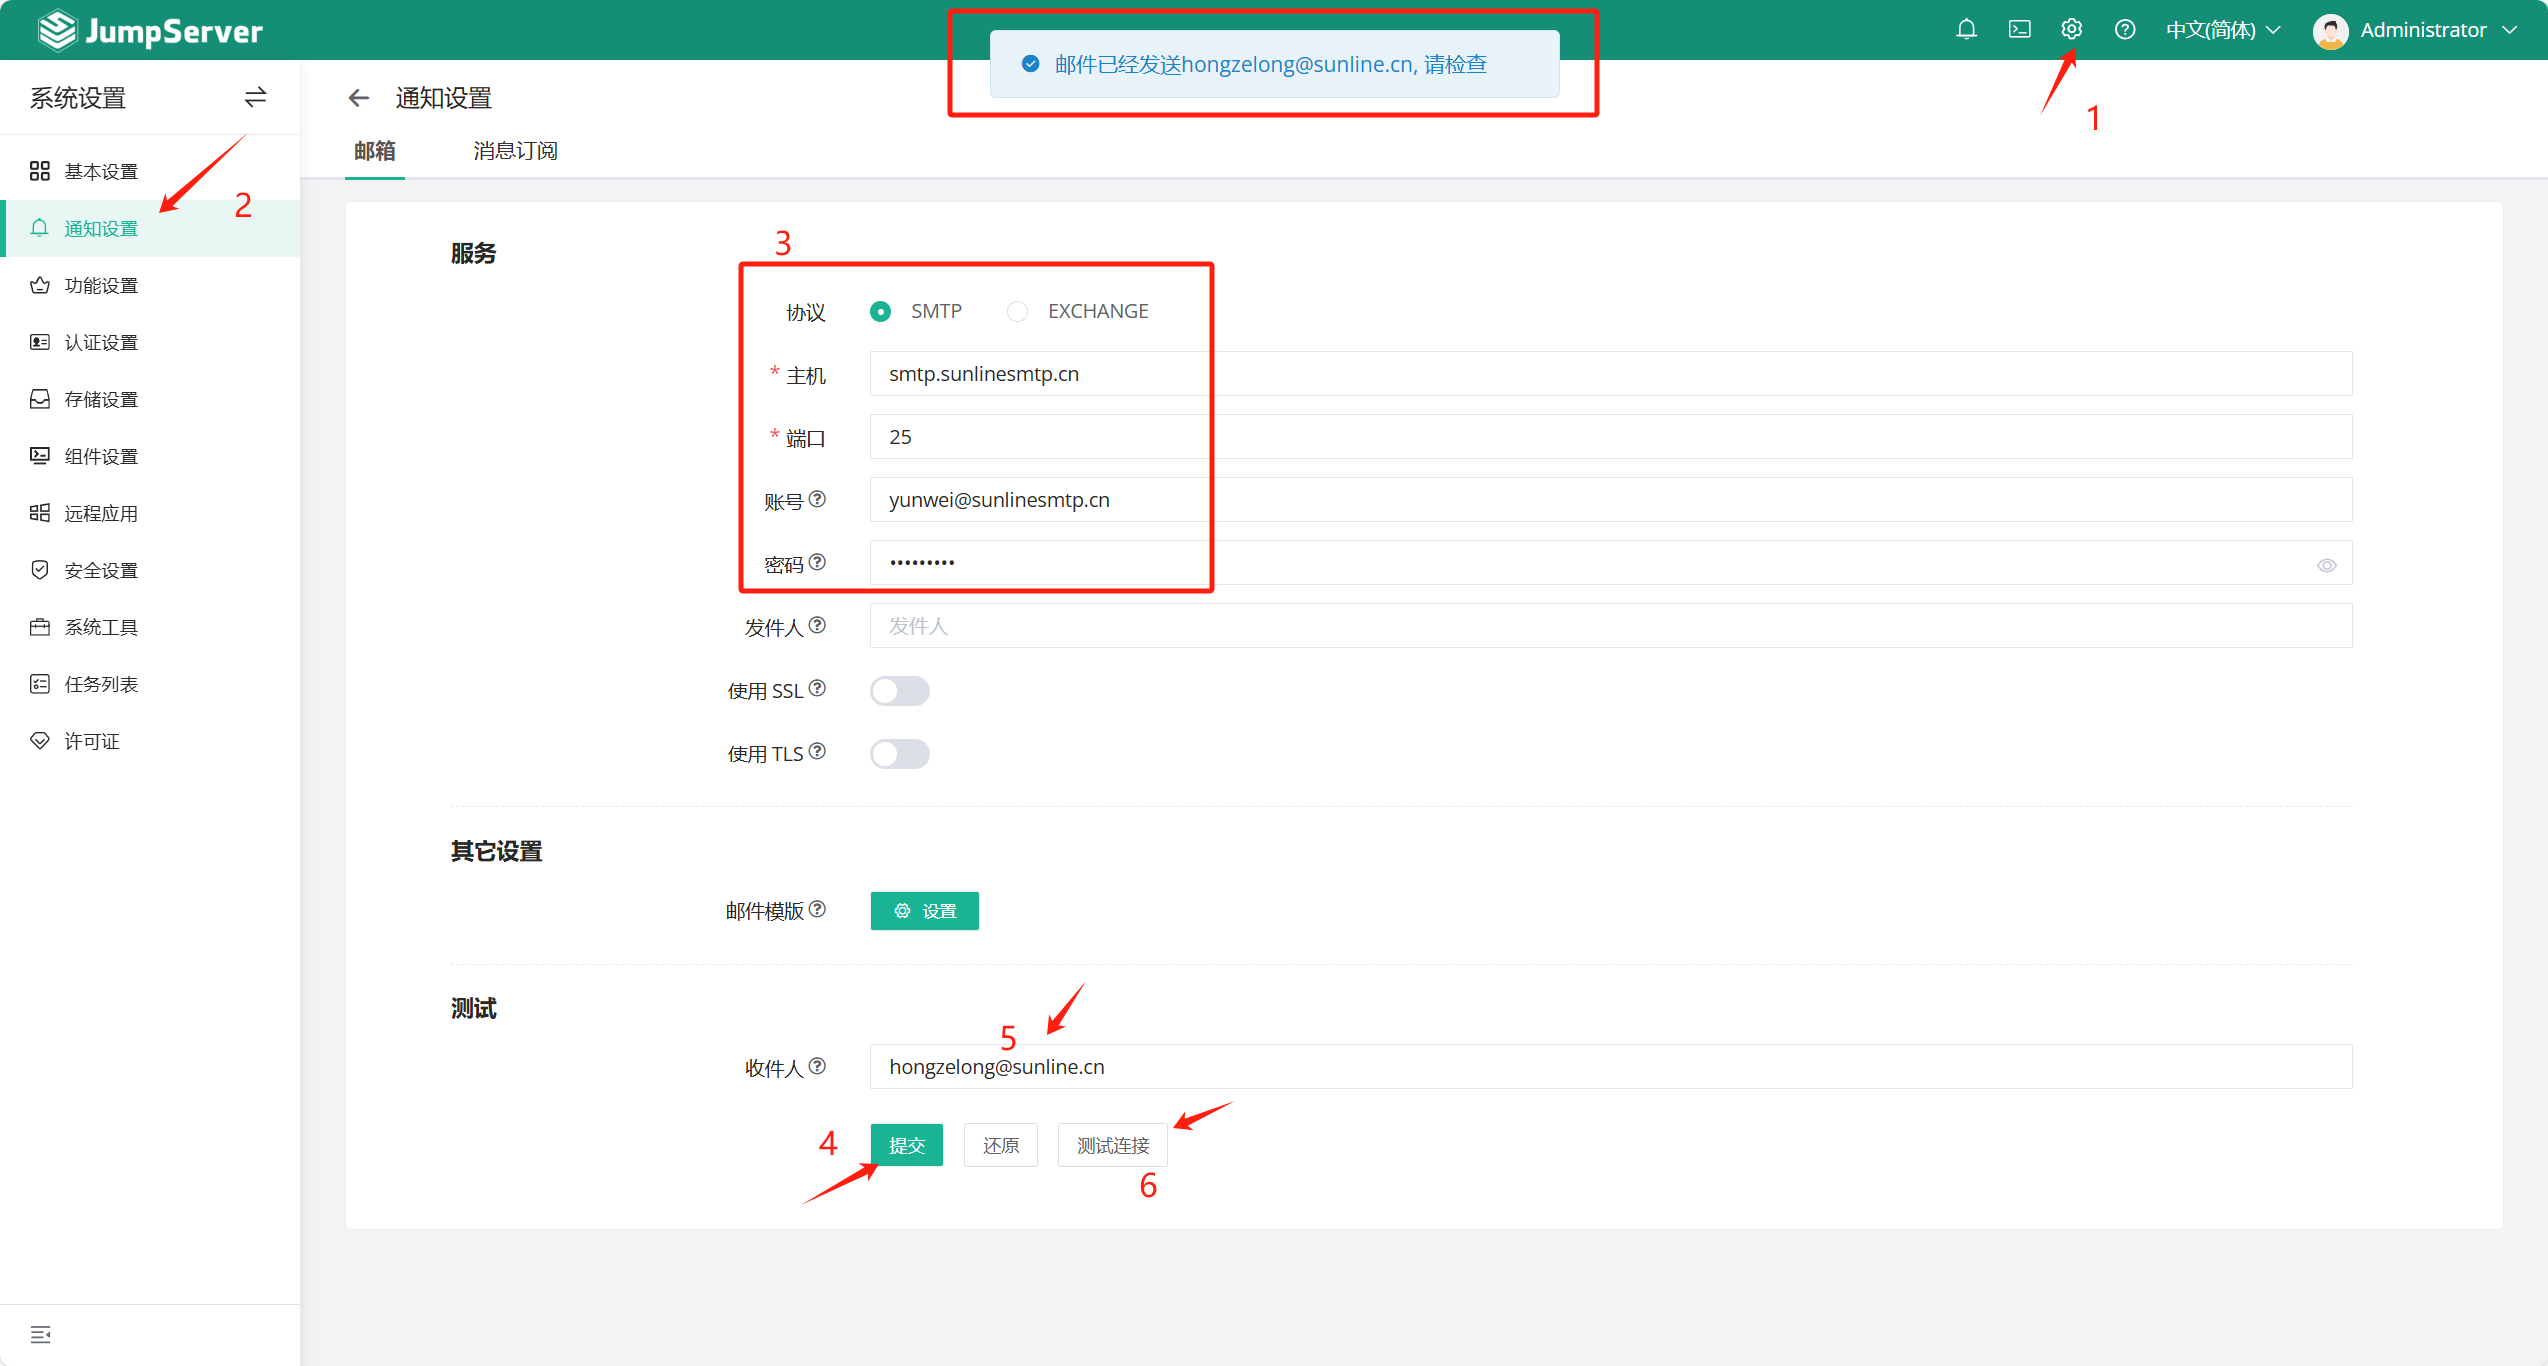 JumpServer
邮件已经发送hongzelong@sunline.cn, 请检查
中文(简体)
Administrator
1
系统设置
通知设置
邮箱
消息订阅
基本设置
2
通知设置
功能设置
认证设置
存储设置
组件设置
远程应用
安全设置
系统工具
任务列表
许可证
服务
3
协议
SMTP
EXCHANGE
* 主机
smtp.sunlinesmtp.cn
* 端口
25
账号
yunwei@sunlinesmtp.cn
密码
•••••••••
发件人
发件人
使用 SSL
使用 TLS
其它设置
邮件模版
设置
测试
5
收件人
hongzelong@sunline.cn
4
提交
还原
测试连接
6